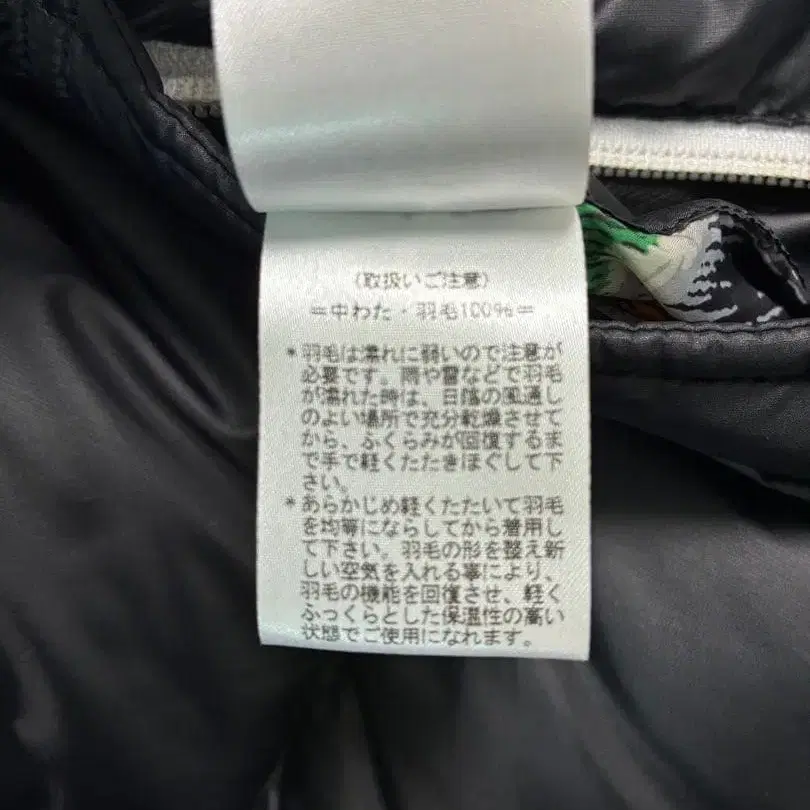 (取扱いご注意)
=中わた・羽毛100%=
*羽毛は濡れに弱いので注意が
必要です。雨や雪などで羽毛
が濡れた時は、日陰の風通し
のよい場所で充分乾燥させて
から、ふくらみが回復するま
で手で軽くたたきほぐして下
さい。
*あらかじめ軽くたたいて羽毛
を均等にならしてから着用し
て下さい。羽毛の形を整え新
しい空気を入れる事により、
羽毛の機能を回復させ、軽く
ふっくらとした保温性の高い
状態でご使用になれます。